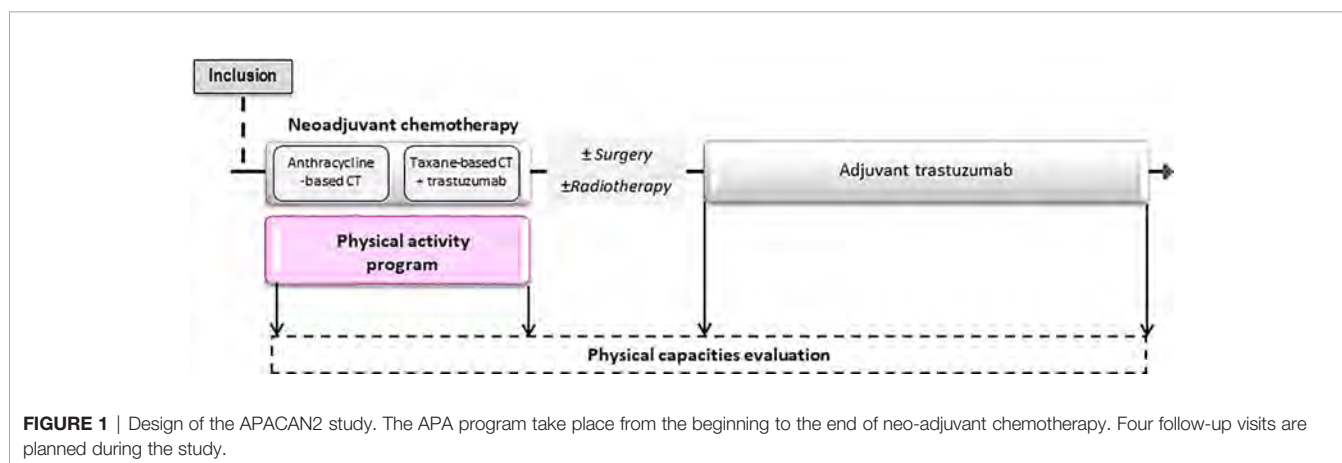 Inclusion
Neoadjuvant chemotherapy
Anthracycline
-based CT
Taxane-based CT
+ trastuzumab
± Surgery
±Radiotherapy
Adjuvant trastuzumab
Physical activity
program
Physical capacities evaluation
FIGURE 1 | Design of the APACAN2 study. The APA program take place from the beginning to the end of neo-adjuvant chemotherapy. Four follow-up visits are
planned during the study.